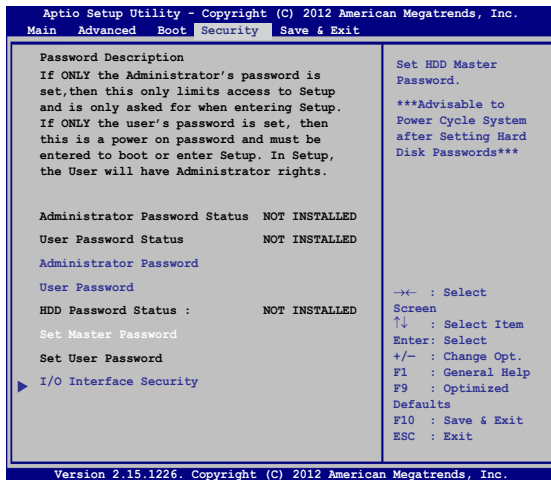 Aptio Setup Utility - Copyright (C) 2012 American Megatrends, Inc.
Main Advanced Boot Security Save & Exit
Password Description
If ONLY the Administrator's password is
set,then this only limits access to Setup
and is only asked for when entering Setup.
If ONLY the user's password is set, then
this is a power on password and must be
entered to boot or enter Setup. In Setup,
the User will have Administrator rights.
Administrator Password Status NOT INSTALLED
User Password Status NOT INSTALLED
Administrator Password
User Password
HDD Password Status : NOT INSTALLED
Set Master Password
Set User Password
I/O Interface Security
Set HDD Master
Password.
***Advisable to
Power Cycle System
after Setting Hard
Disk Passwords***
→← : Select
Screen
↑↓ : Select Item
Enter: Select
+/− : Change Opt.
F1 : General Help
F9 : Optimized
Defaults
F10 : Save & Exit
ESC : Exit
Version 2.15.1226. Copyright (C) 2012 American Megatrends, Inc.